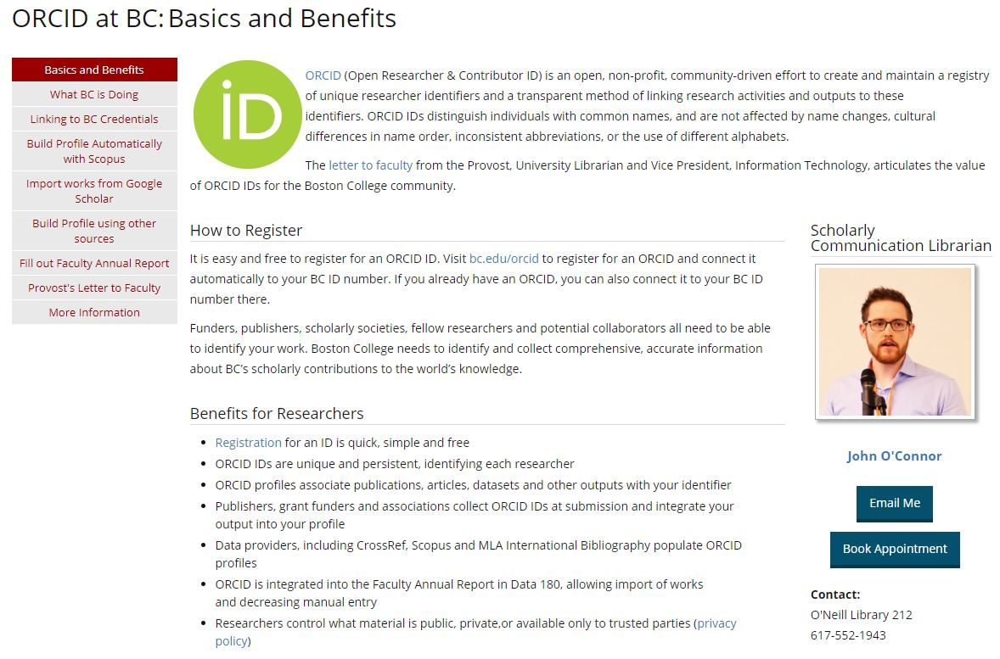 ORCID at BC: Basics and Benefits
Basics and Benefits
What BC is Doing
Linking to BC Credentials
Build Profile Automatically
with Scopus
Import works from Google
Scholar
Build Profile using other
sources
Fill out Faculty Annual Report
Provost's Letter to Faculty
More Information
iD
ORCID (Open Researcher & Contributor ID) is an open, non-profit, community-driven effort to create and maintain a registry
of unique researcher identifiers and a transparent method of linking research activities and outputs to these
identifiers. ORCID IDs distinguish individuals with common names, and are not affected by name changes, cultural
differences in name order, inconsistent abbreviations, or the use of different alphabets.
The letter to faculty from the Provost, University Librarian and Vice President, Information Technology, articulates the value
of ORCID IDs for the Boston College community.
How to Register
It is easy and free to register for an ORCID ID. Visit bc.edu/orcid to register for an ORCID and connect it
automatically to your BC ID number. If you already have an ORCID, you can also connect it to your BC ID
number there.
Funders, publishers, scholarly societies, fellow researchers and potential collaborators all need to be able
to identify your work. Boston College needs to identify and collect comprehensive, accurate information
about BC’s scholarly contributions to the world’s knowledge.
Benefits for Researchers
• Registration for an ID is quick, simple and free
• ORCID IDs are unique and persistent, identifying each researcher
• ORCID profiles associate publications, articles, datasets and other outputs with your identifier
• Publishers, grant funders and associations collect ORCID IDs at submission and integrate your
output into your profile
• Data providers, including CrossRef, Scopus and MLA International Bibliography populate ORCID
profiles
• ORCID is integrated into the Faculty Annual Report in Data 180, allowing import of works
and decreasing manual entry
• Researchers control what material is public, private,or available only to trusted parties (privacy
policy)
Scholarly
Communication Librarian
John O'Connor
Email Me
Book Appointment
Contact:
O'Neill Library 212
617-552-1943